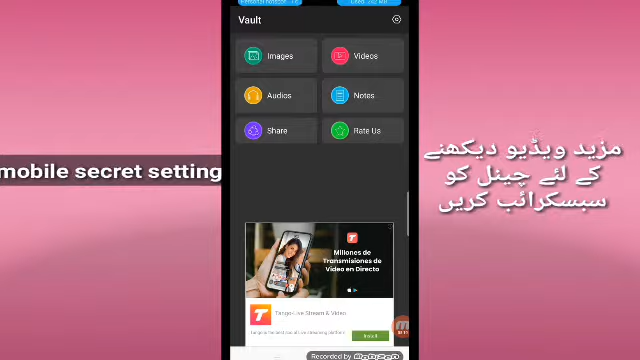 Vault
Images
Videos
Audios
Notes
Share
Rate Us
mobile secret setting
مزید ویڈیو دیکھنے
کے لئے چینل کو
سبسکرائب کریں
Millones de
Transmisiones de
Video en Directo
Tango-Live Stream & Video
Install
Recorded by